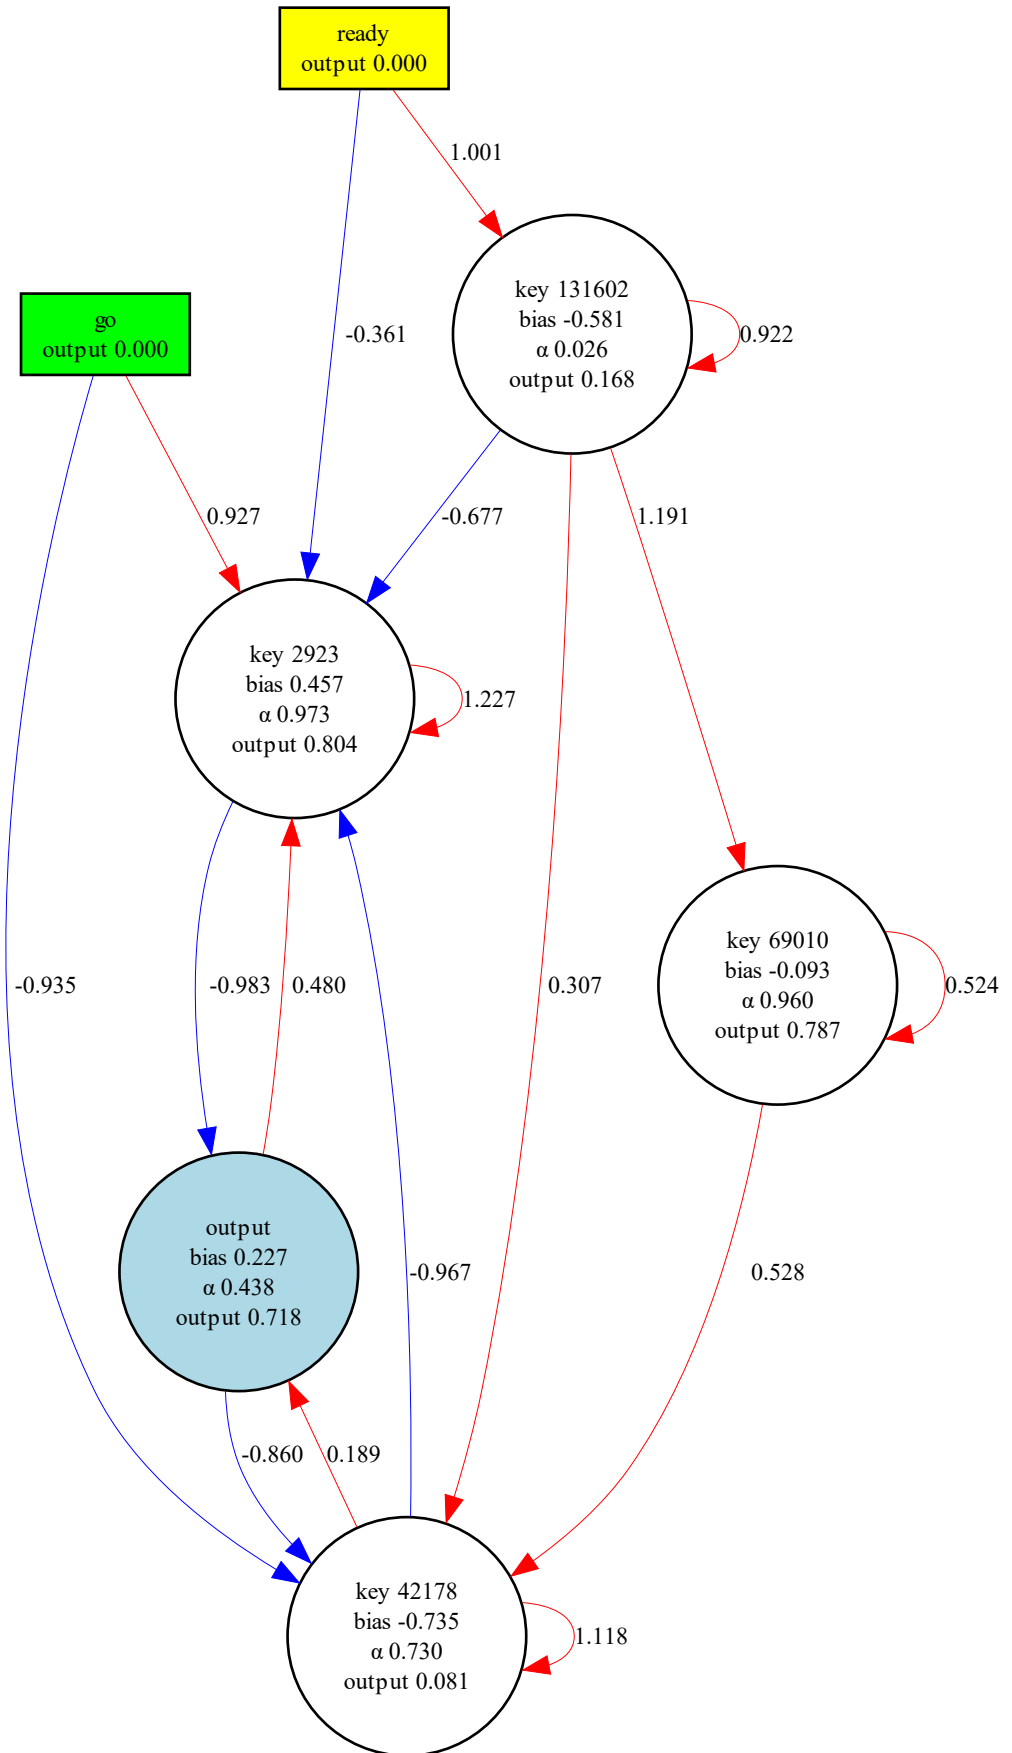 ready
output 0.000
1.001
key 131602
bias -0.581
α 0.026
output 0.168
0.922
go
output 0.000
-0.361
0.927
-0.677
1.191
key 2923
bias 0.457
α 0.973
output 0.804
1.227
key 69010
bias -0.093
α 0.960
output 0.787
0.524
-0.935
-0.983
0.480
0.307
output
bias 0.227
α 0.438
output 0.718
-0.967
0.528
-0.860
0.189
key 42178
bias -0.735
α 0.730
output 0.081
1.118